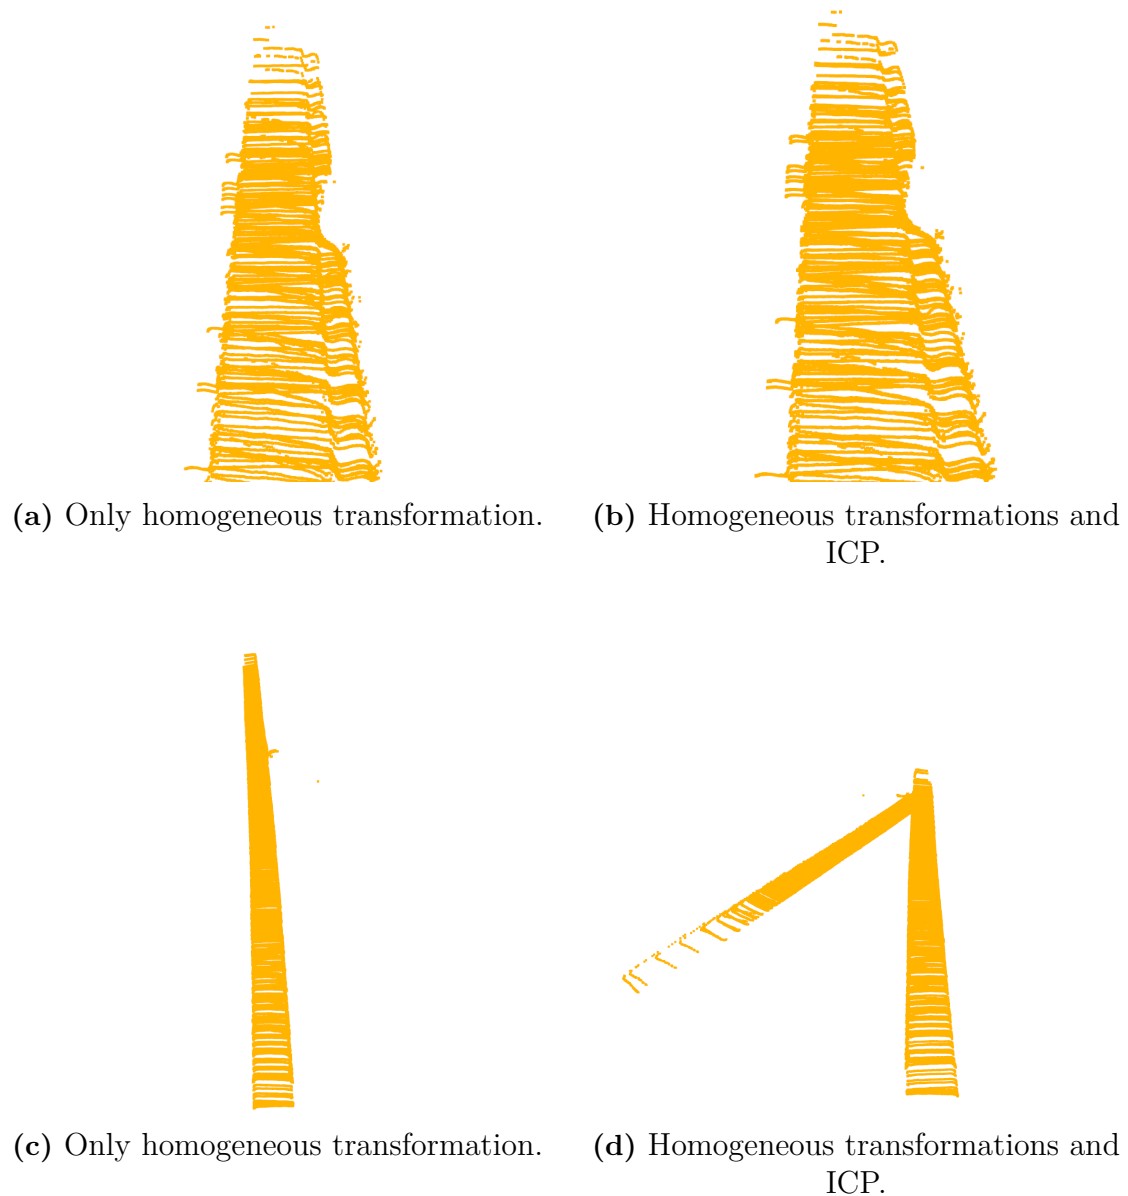 (a) Only homogeneous transformation.
(b) Homogeneous transformations and
ICP.
(c) Only homogeneous transformation.
(d) Homogeneous transformations and
ICP.